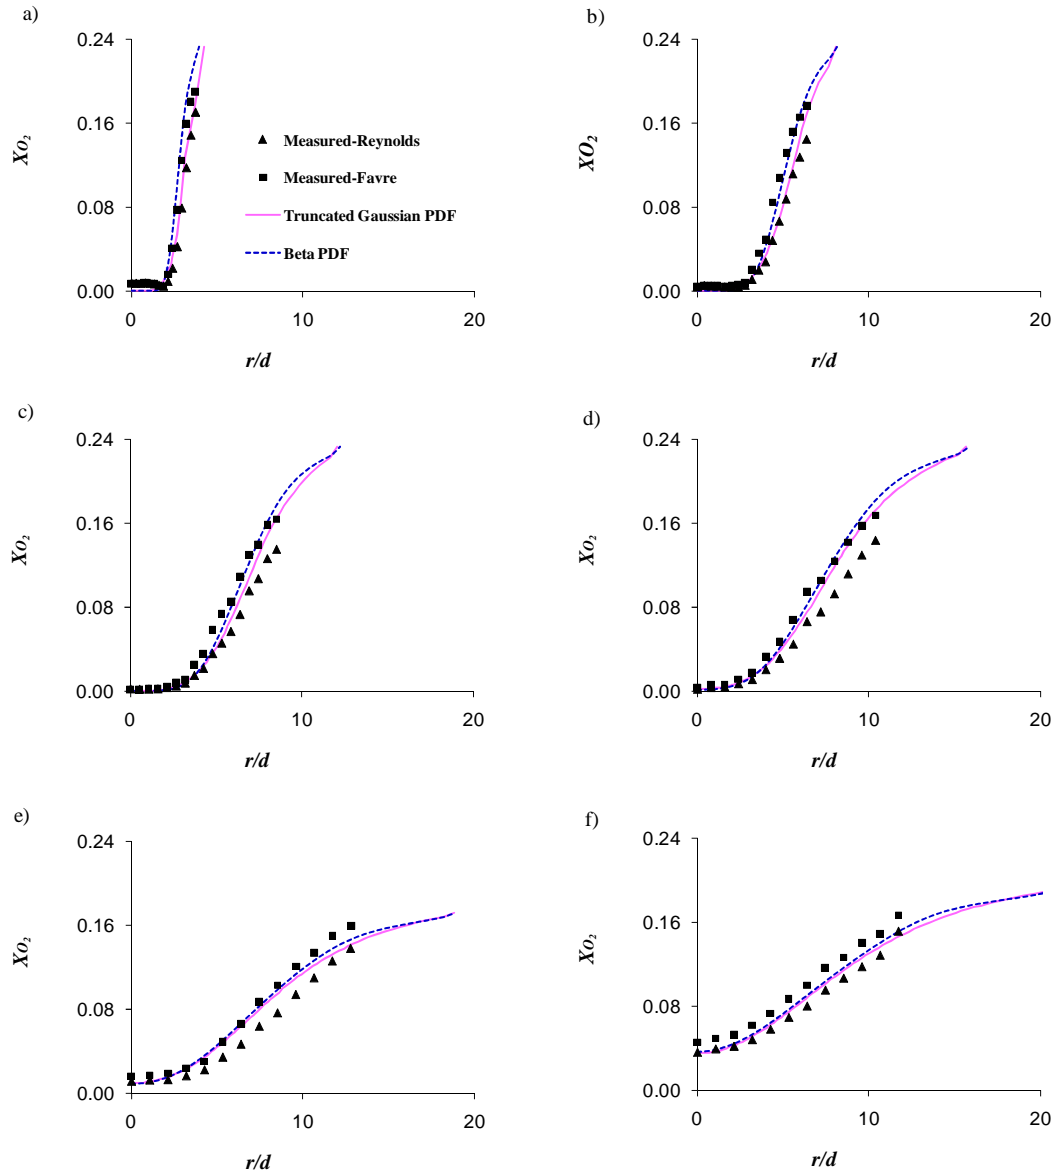 a)
0.24
0.16
0.08
0.00
XO2
Measured-Reynolds
Measured-Favre
Truncated Gaussian PDF
Beta PDF
0 10 20
r/d
b)
0.24
0.16
0.08
0.00
XO2
0 10 20
r/d
c)
0.24
0.16
0.08
0.00
XO2
0 10 20
r/d
d)
0.24
0.16
0.08
0.00
XO2
0 10 20
r/d
e)
0.24
0.16
0.08
0.00
XO2
0 10 20
r/d
f)
0.24
0.16
0.08
0.00
XO2
0 10 20
r/d